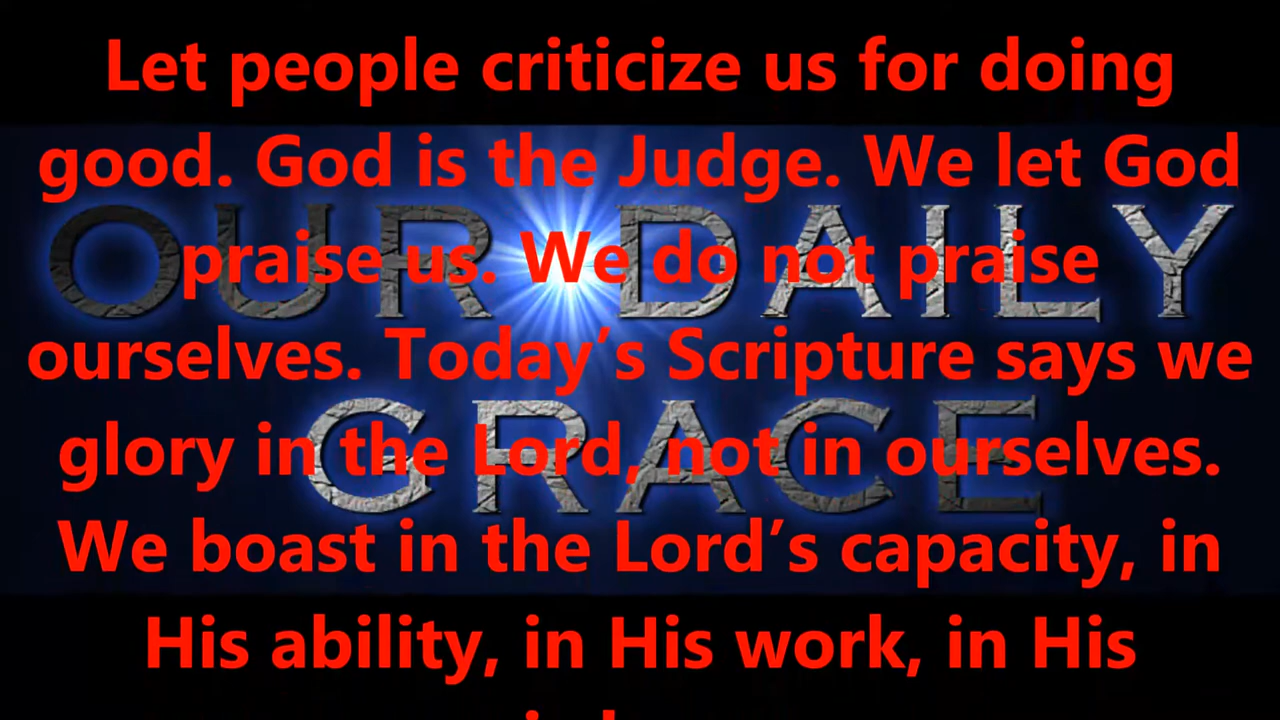 Let people criticize us for doing
good. God is the Judge. We let God
OUR DAILY
praise us. We do not praise
ourselves. Today’s Scripture says we
GRACE
glory in the Lord, not in ourselves.
We boast in the Lord’s capacity, in
His ability, in His work, in His